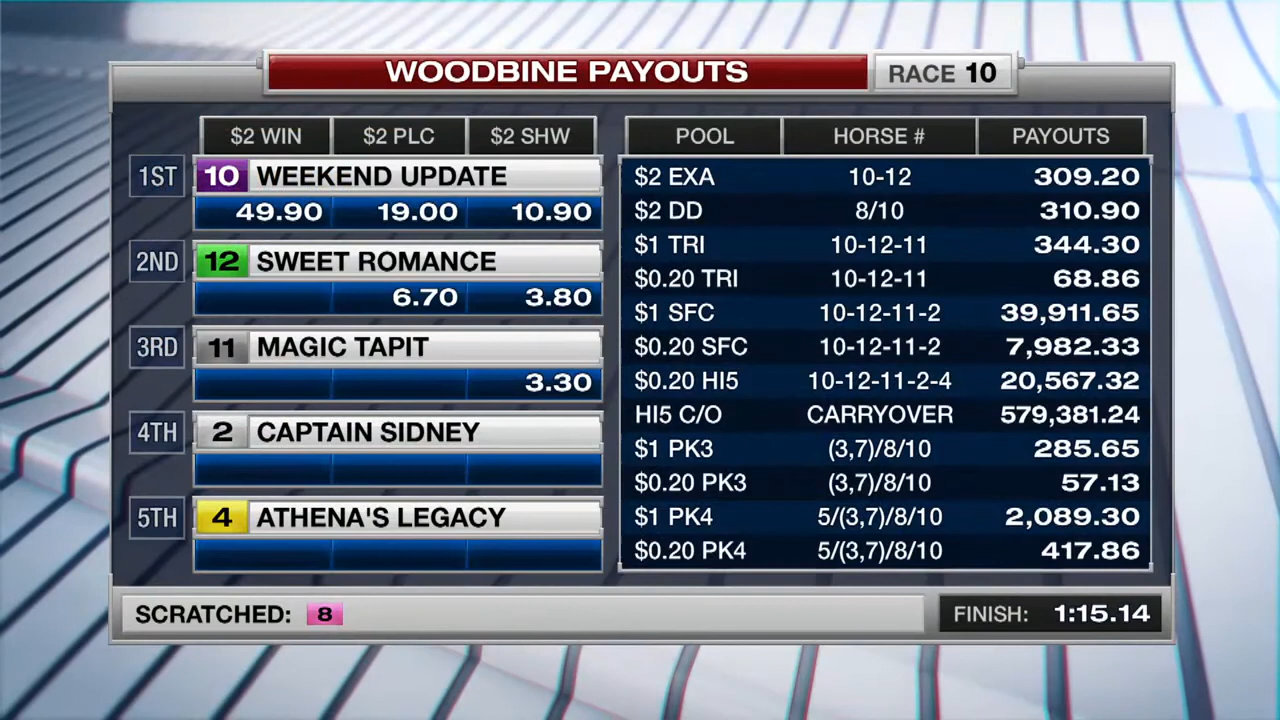 WOODBINE PAYOUTS
RACE 10
$2 WIN $2 PLC $2 SHW
1ST 10 WEEKEND UPDATE
49.90 19.00 10.90
2ND 12 SWEET ROMANCE
6.70 3.80
3RD 11 MAGIC TAPIT
3.30
4TH 2 CAPTAIN SIDNEY
5TH 4 ATHENA'S LEGACY
POOL HORSE # PAYOUTS
$2 EXA 10-12 309.20
$2 DD 8/10 310.90
$1 TRI 10-12-11 344.30
$0.20 TRI 10-12-11 68.86
$1 SFC 10-12-11-2 39,911.65
$0.20 SFC 10-12-11-2 7,982.33
$0.20 HI5 10-12-11-2-4 20,567.32
HI5 C/O CARRYOVER 579,381.24
$1 PK3 (3,7)/8/10 285.65
$0.20 PK3 (3,7)/8/10 57.13
$1 PK4 5/(3,7)/8/10 2,089.30
$0.20 PK4 5/(3,7)/8/10 417.86
SCRATCHED: 8
FINISH: 1:15.14